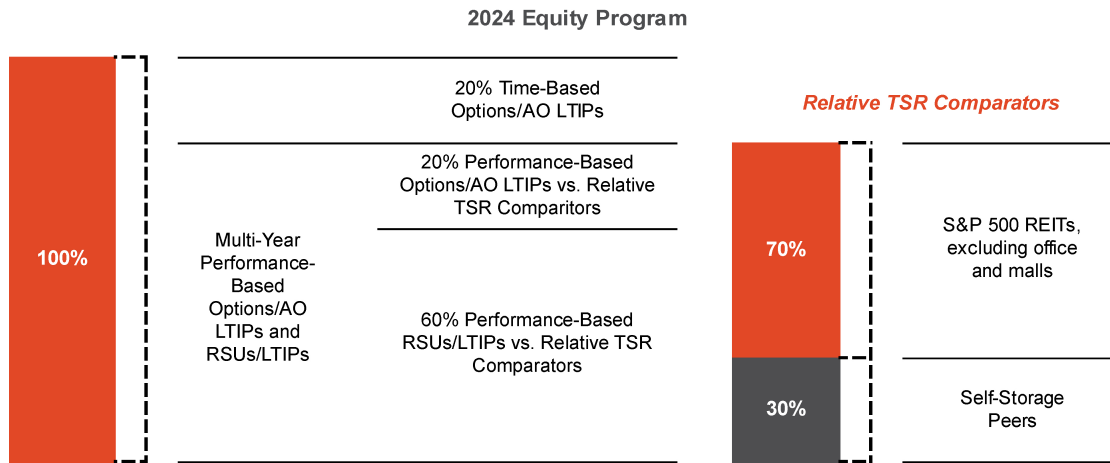 2024 Equity Program
100%
20% Time-Based
Options/AO LTIPs
Multi-Year
Performance-
Based
Options/AO
LTIPs and
RSUs/LTIPs
20% Performance-Based
Options/AO LTIPs vs. Relative
TSR Comparitors
60% Performance-Based
RSUs/LTIPs vs. Relative TSR
Comparators
Relative TSR Comparators
70%
S&P 500 REITs,
excluding office
and malls
30%
Self-Storage
Peers